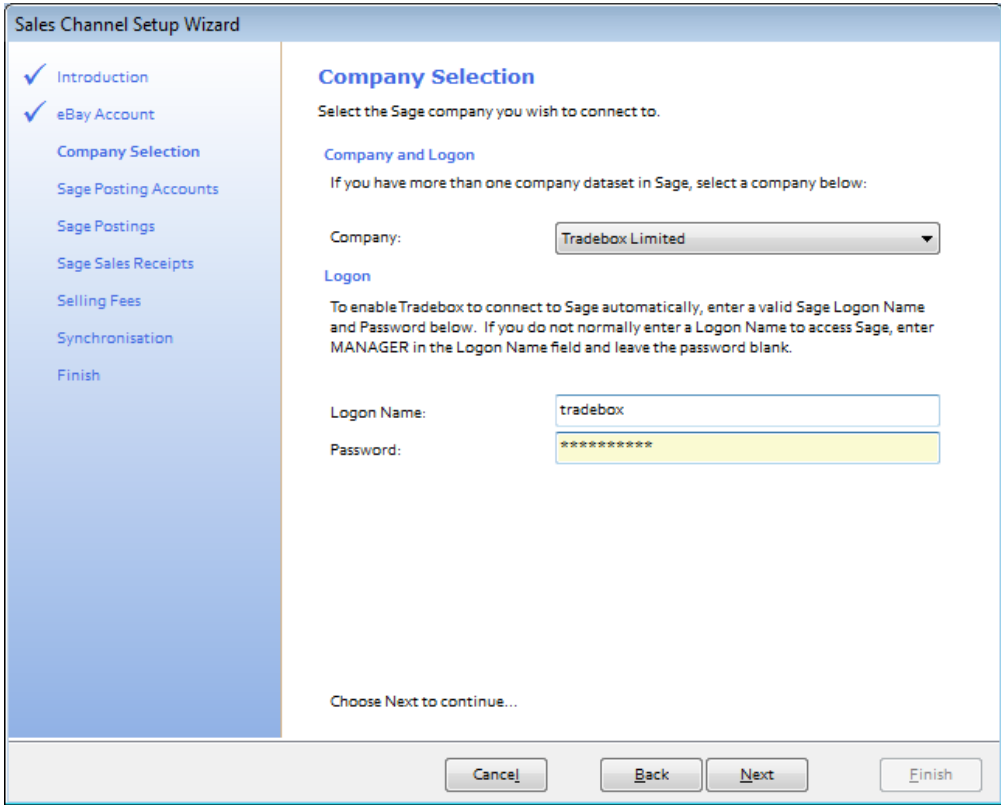 Sales Channel Setup Wizard
Introduction
eBay Account
Company Selection
Sage Posting Accounts
Sage Postings
Sage Sales Receipts
Selling Fees
Synchronisation
Finish
Company Selection
Select the Sage company you wish to connect to.
Company and Logon
If you have more than one company dataset in Sage, select a company below:
Company: Tradebox Limited
Logon
To enable Tradebox to connect to Sage automatically, enter a valid Sage Logon Name
and Password below. If you do not normally enter a Logon Name to access Sage, enter
MANAGER in the Logon Name field and leave the password blank.
Logon Name: tradebox
Password: **********
Choose Next to continue...
Cancel Back Next Finish